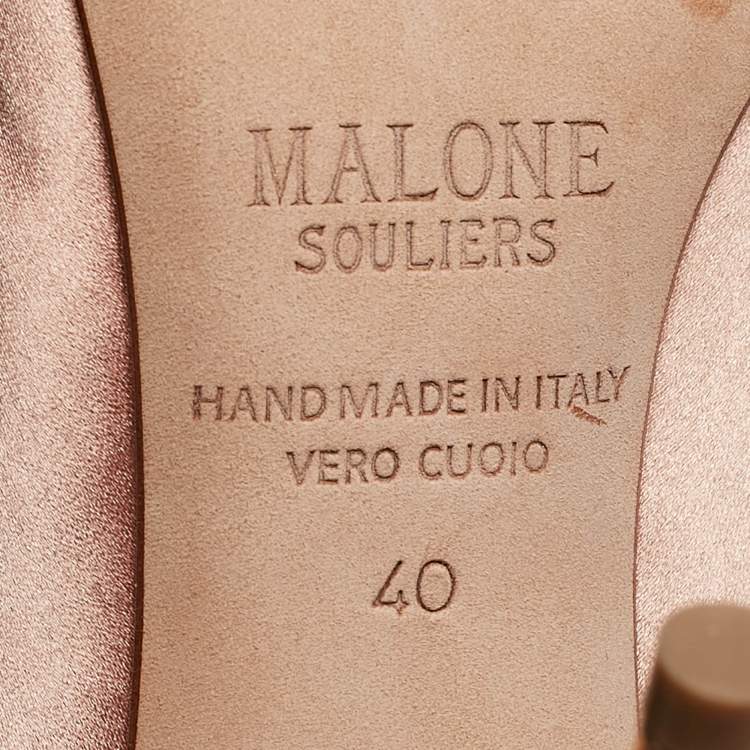 MALONE
SOULIERS
HAND MADE IN ITALY
VERO CUOIO
40